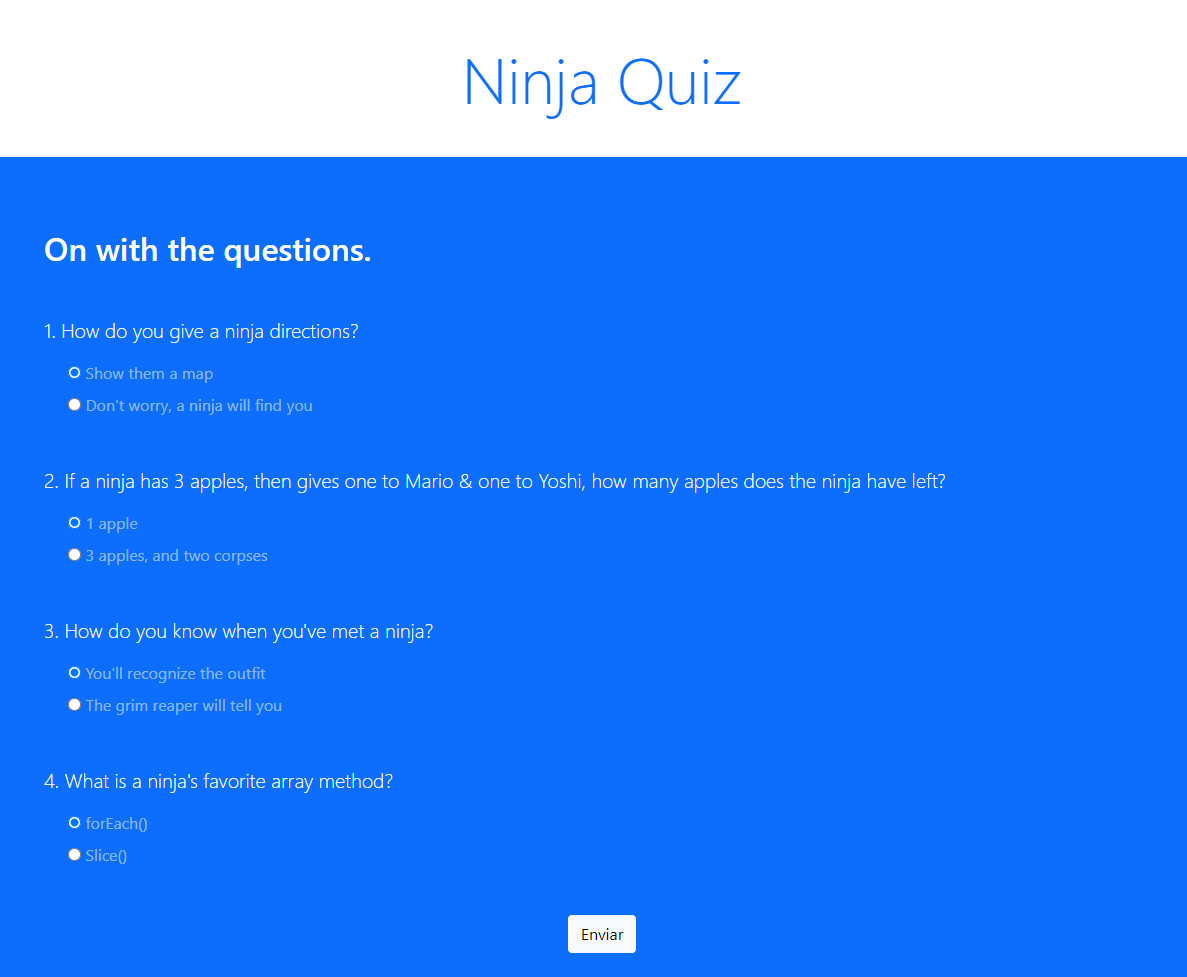 Ninja Quiz
On with the questions.
1. How do you give a ninja directions?
Show them a map
Don't worry, a ninja will find you
2. If a ninja has 3 apples, then gives one to Mario & one to Yoshi, how many apples does the ninja have left?
1 apple
3 apples, and two corpses
3. How do you know when you've met a ninja?
You'll recognize the outfit
The grim reaper will tell you
4. What is a ninja's favorite array method?
forEach()
Slice()
Enviar